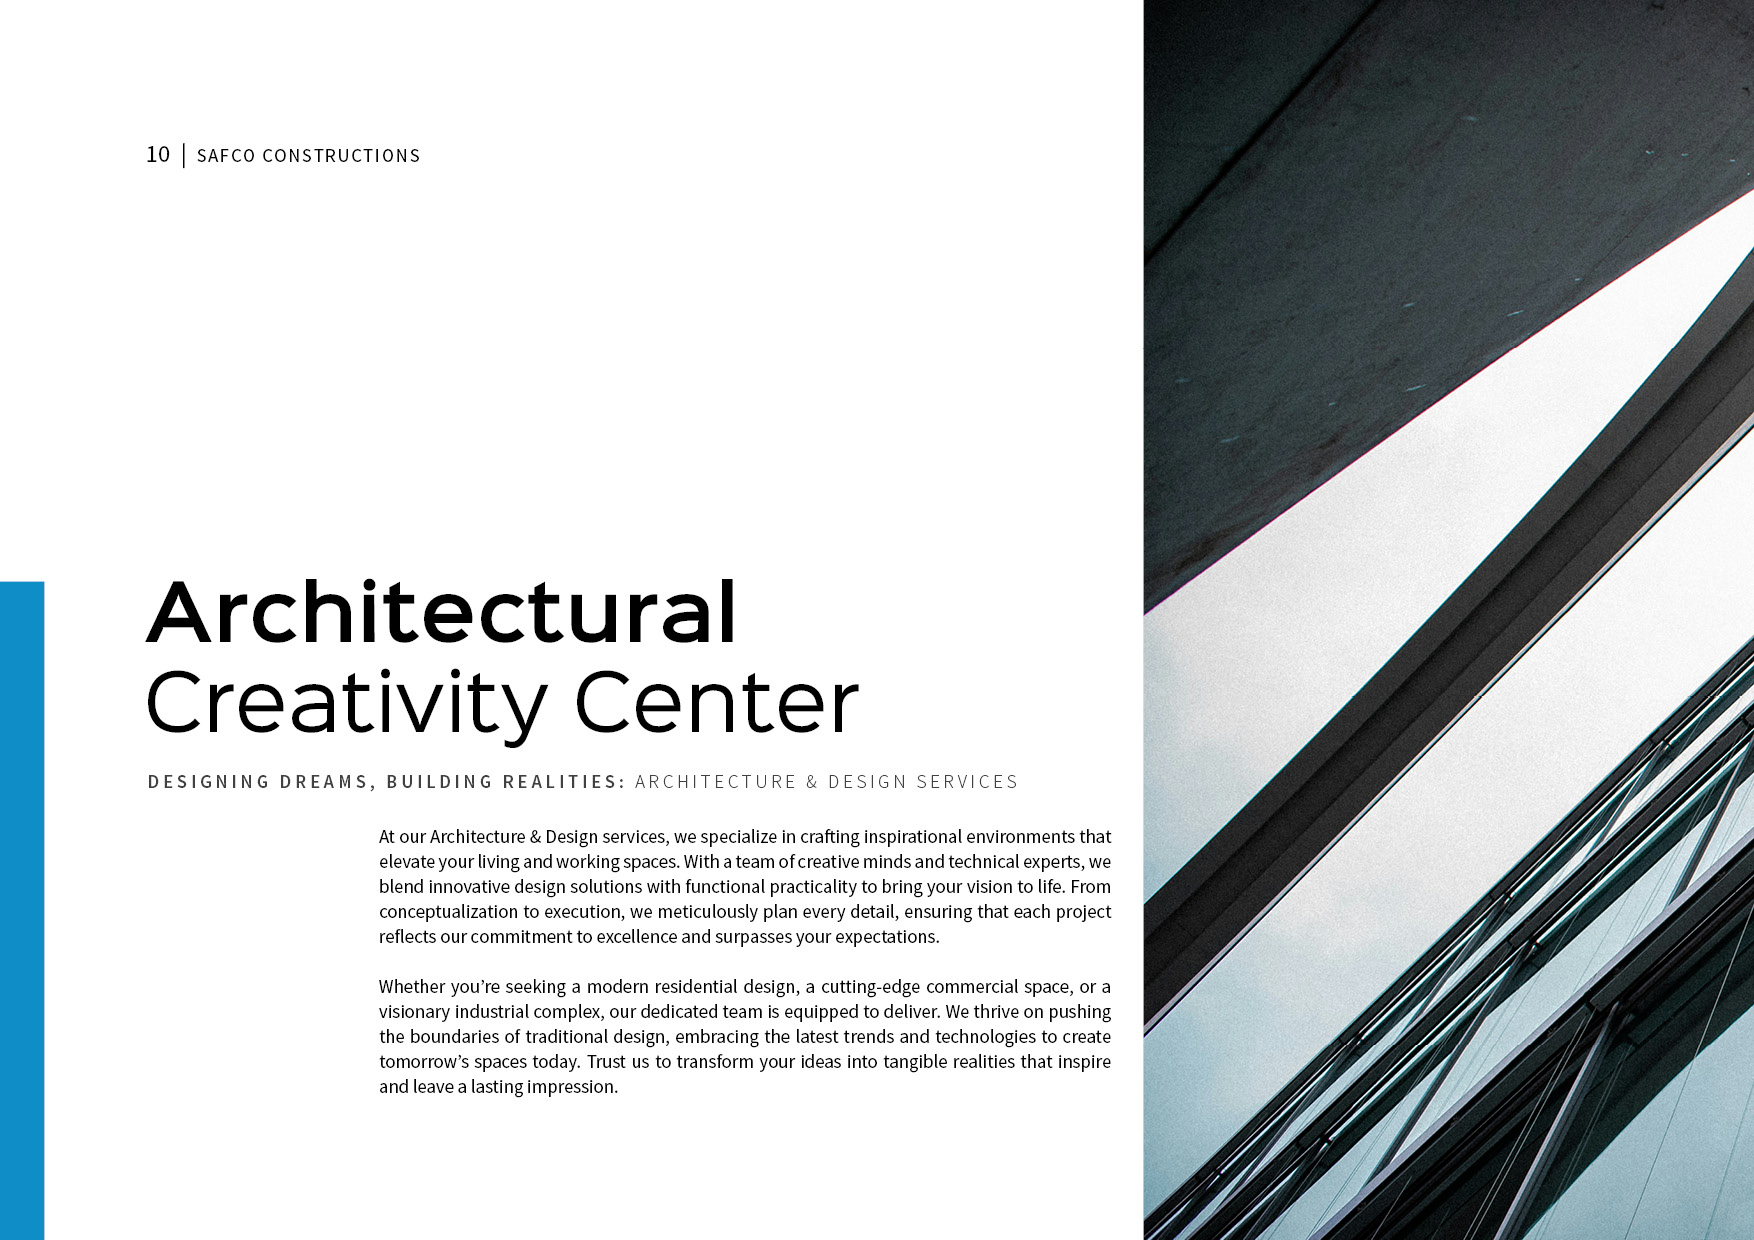 10 | SAFCO CONSTRUCTIONS
Architectural
Creativity Center
DESIGNING DREAMS, BUILDING REALITIES: ARCHITECTURE & DESIGN SERVICES
At our Architecture & Design services, we specialize in crafting inspirational environments that
elevate your living and working spaces. With a team of creative minds and technical experts, we
blend innovative design solutions with functional practicality to bring your vision to life. From
conceptualization to execution, we meticulously plan every detail, ensuring that each project
reflects our commitment to excellence and surpasses your expectations.
Whether you’re seeking a modern residential design, a cutting-edge commercial space, or a
visionary industrial complex, our dedicated team is equipped to deliver. We thrive on pushing
the boundaries of traditional design, embracing the latest trends and technologies to create
tomorrow’s spaces today. Trust us to transform your ideas into tangible realities that inspire
and leave a lasting impression.